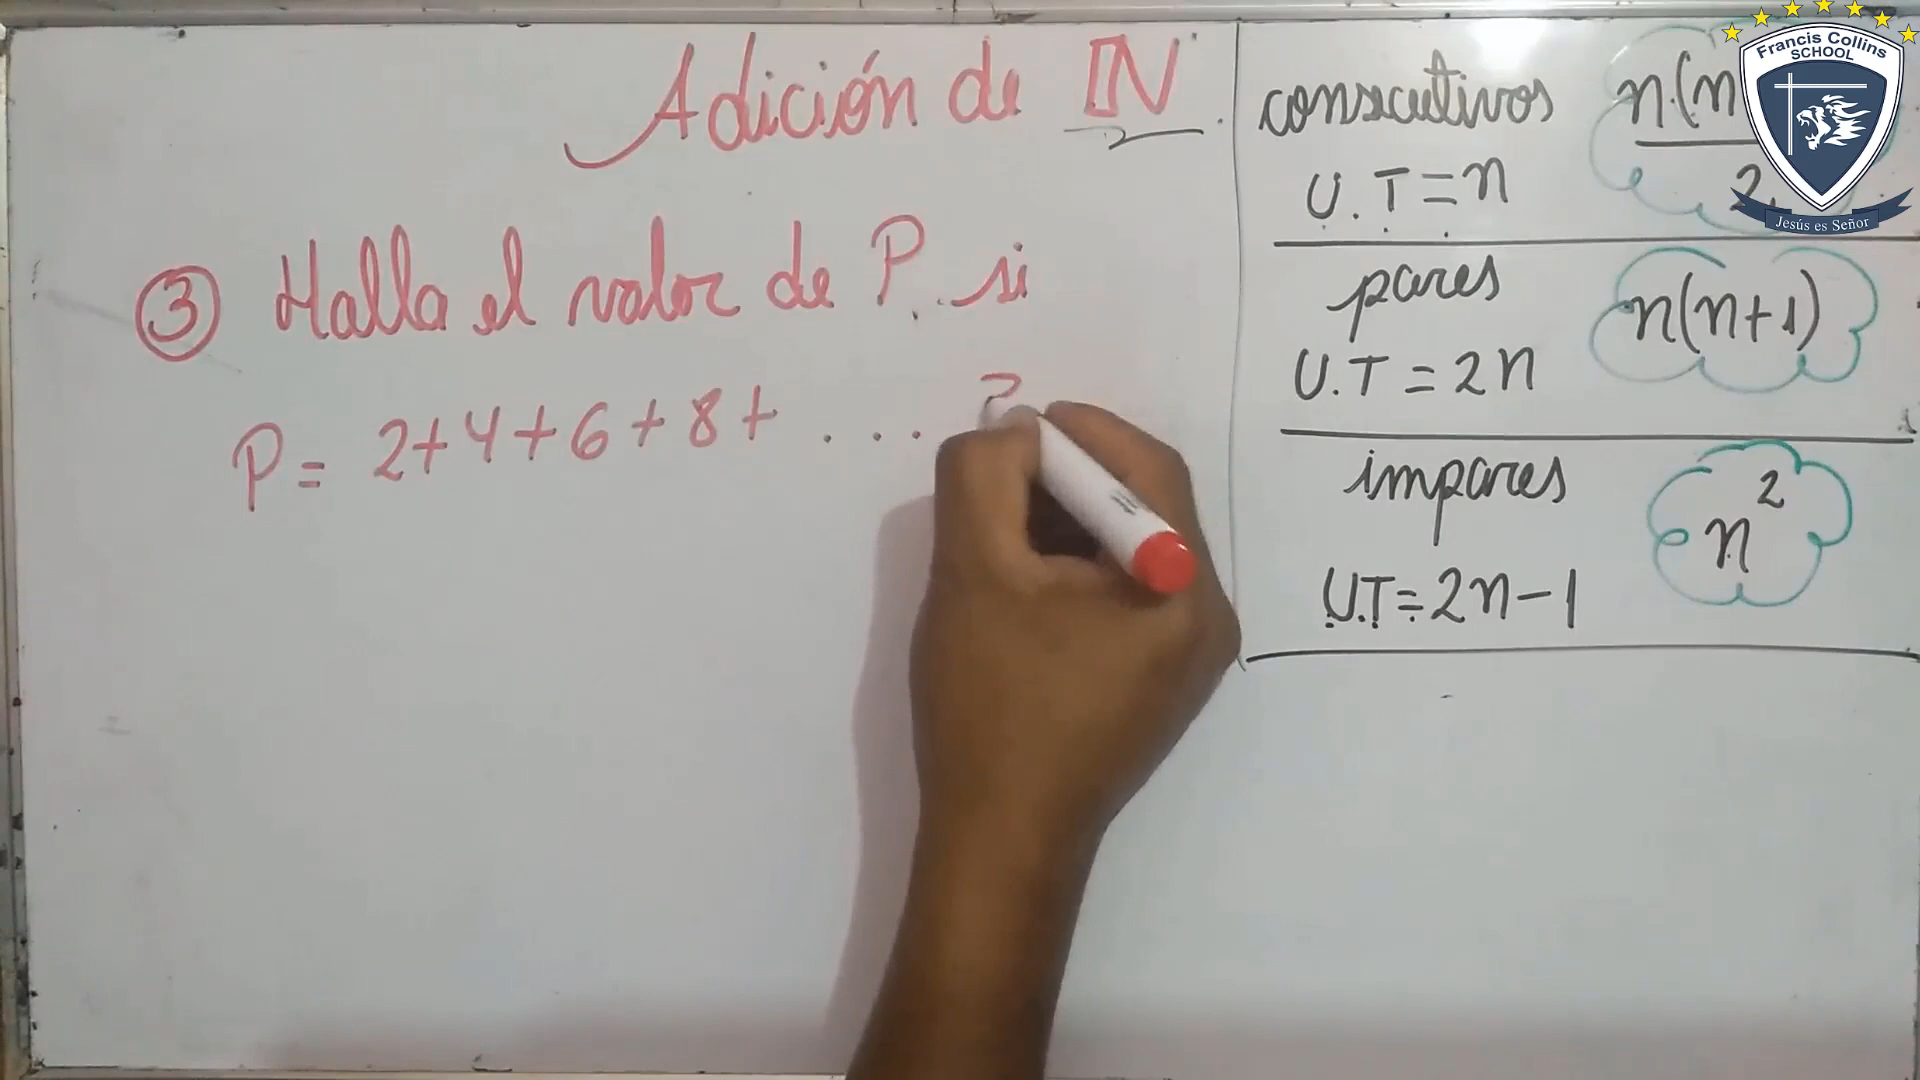 Adición de IN
③ Halla el valor de P. si
P = 2+4+6+8+ ....
consecutivos n(n
2
U.T = n
pares n(n+1)
U.T = 2n
impares n²
U.T = 2n-1
Francis Collins
SCHOOL
Jesús es Señor